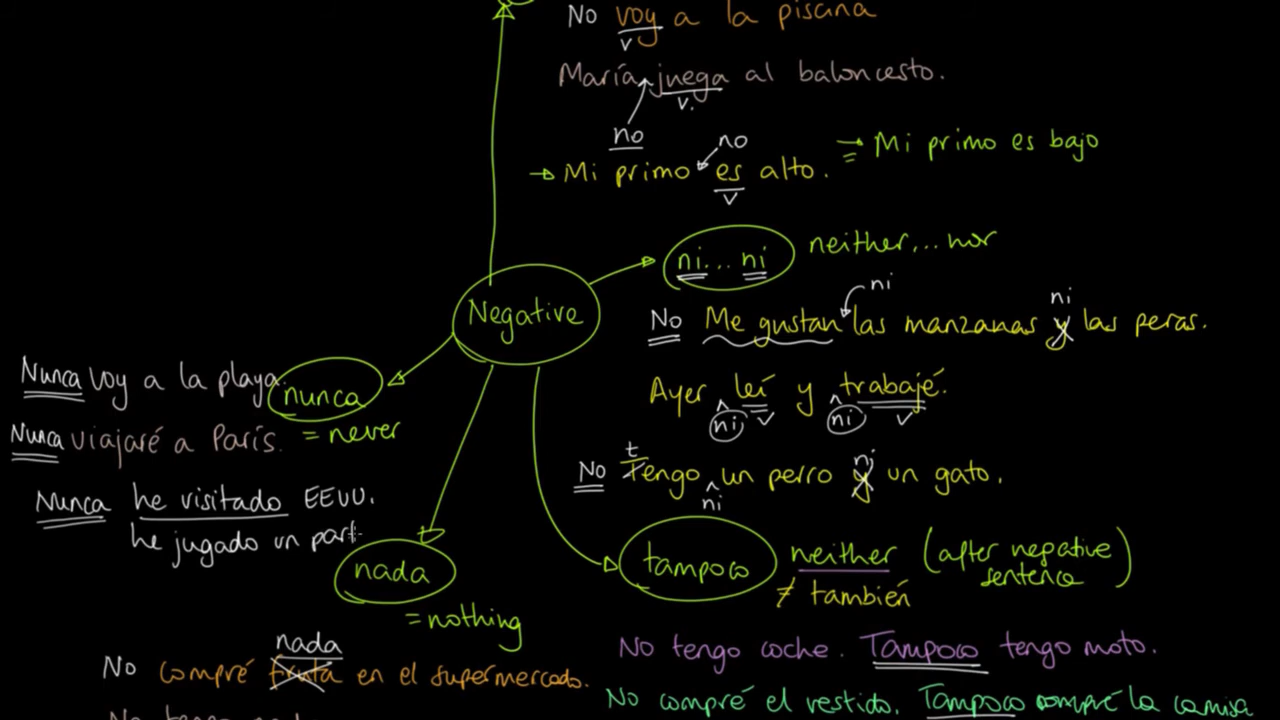 No voy a la piscina
v
María juega al baloncesto.
v.
no
no
→ Mi primo es alto.
v
→ Mi primo es bajo
ni... ni
neither... nor
Negative
ni
ni
No Me gustan las manzanas y las peras.
Ayer leí y trabajé.
ni v ni v
No Tengo un perro y un gato.
t
ni
ni
nunca
= never
Nunca voy a la playa.
Nunca viajaré a París.
Nunca he visitado EEUU.
he jugado un part
nada
= nothing
tampoco
neither (after negative sentence)
≠ también
nada
No compré fruta en el supermercado.
No tengo coche. Tampoco tengo moto.
No compré el vestido. Tampoco compré la camisa
No tengo